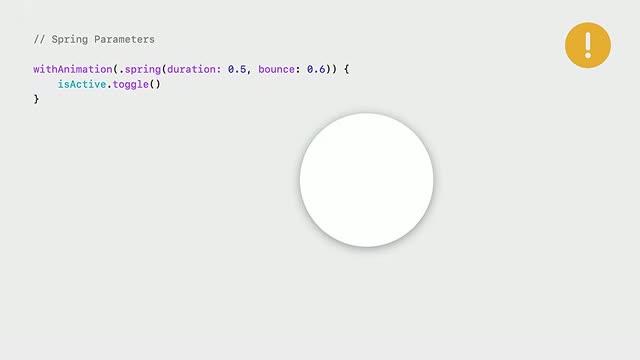 // Spring Parameters
withAnimation(.spring(duration: 0.5, bounce: 0.6)) {
    isActive.toggle()
}
!